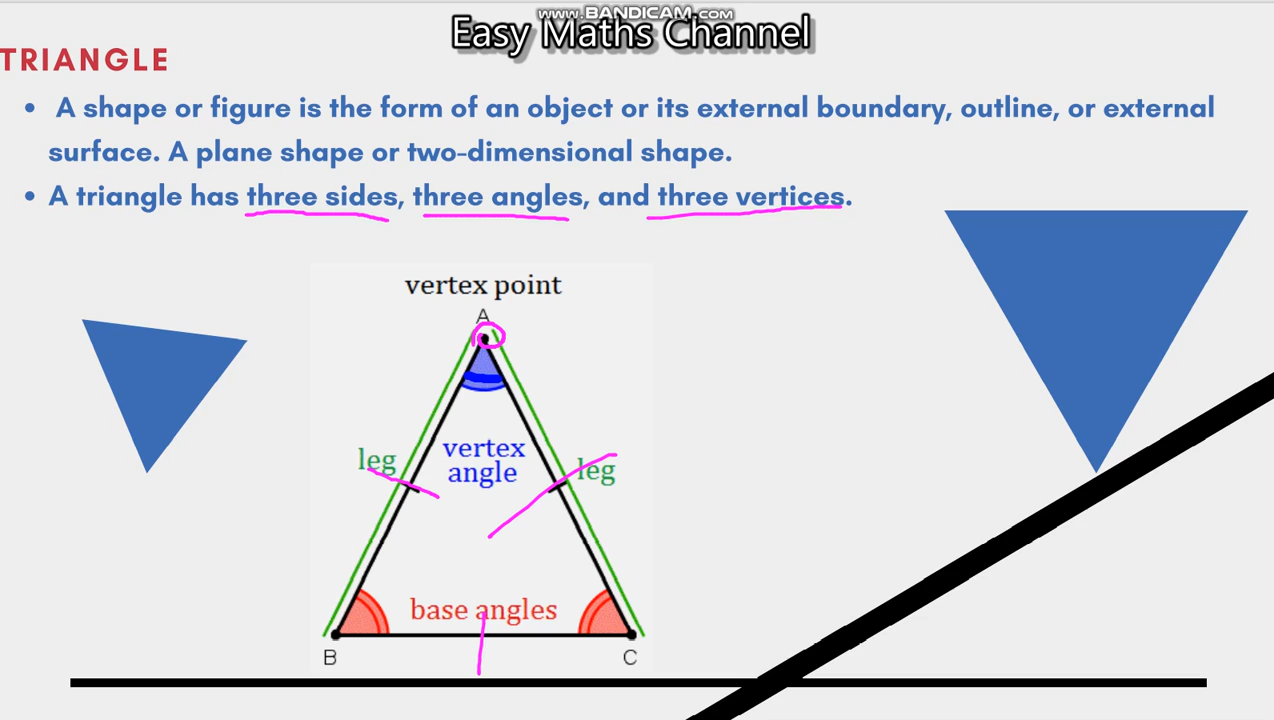 www.BANDICAM.com
Easy Maths Channel
TRIANGLE
• A shape or figure is the form of an object or its external boundary, outline, or external
surface. A plane shape or two-dimensional shape.
• A triangle has three sides, three angles, and three vertices.
vertex point
A
leg
vertex
angle
leg
base angles
B
C